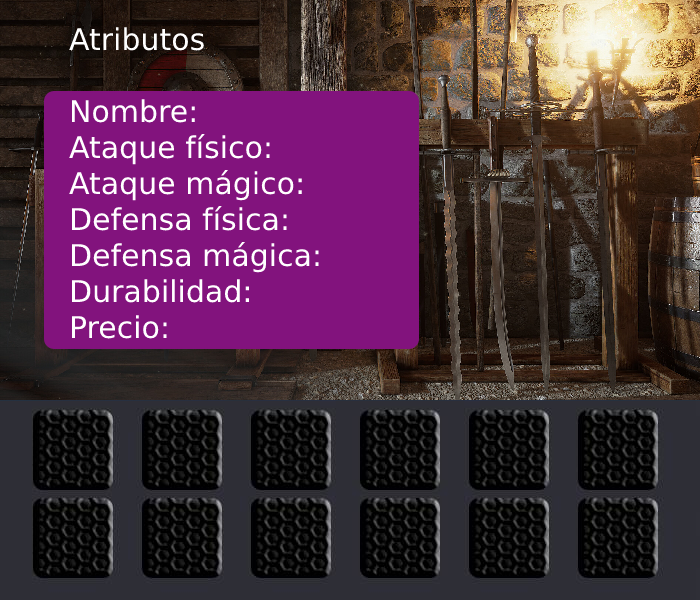 Atributos
Nombre:
Ataque físico:
Ataque mágico:
Defensa física:
Defensa mágica:
Durabilidad:
Precio: